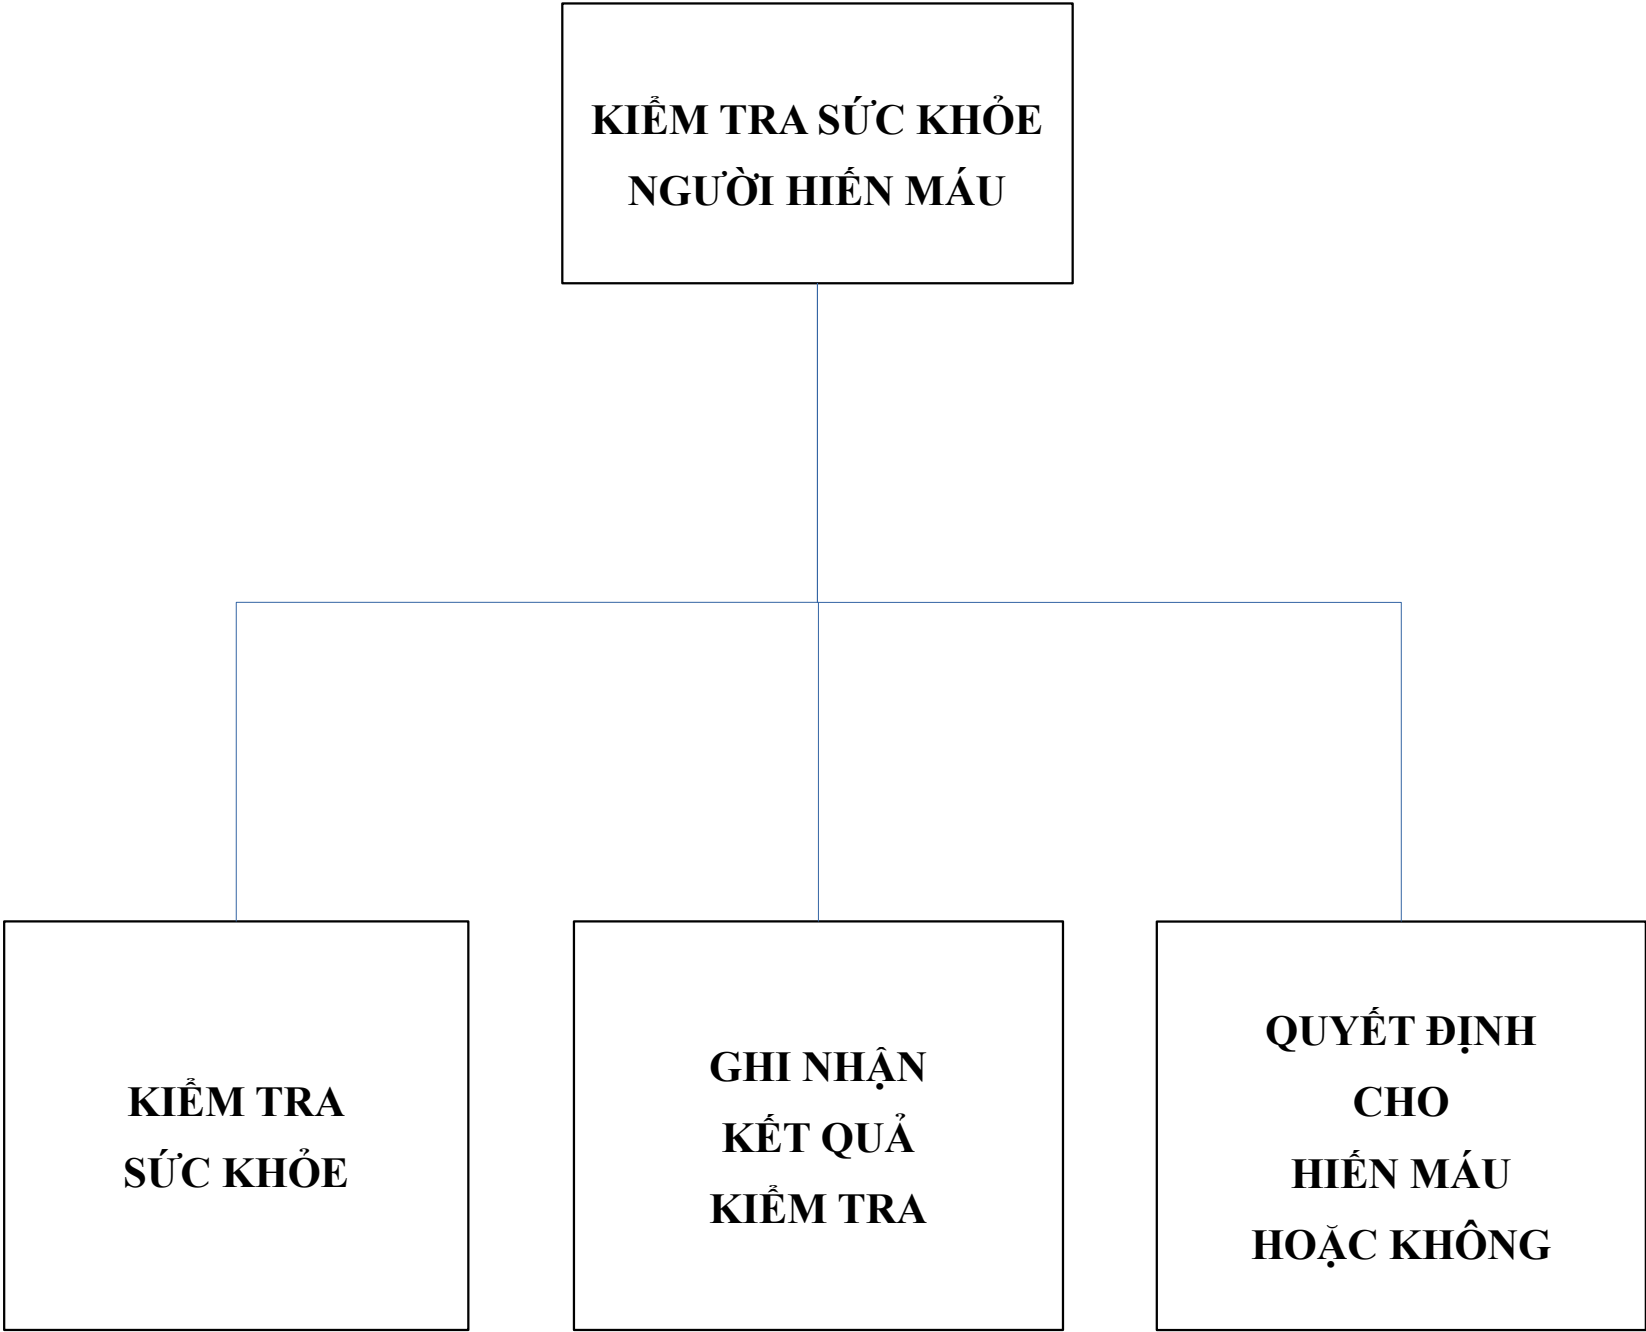 KIỂM TRA SỨC KHỎE
NGƯỜI HIẾN MÁU
KIỂM TRA
SỨC KHỎE
GHI NHẬN
KẾT QUẢ
KIỂM TRA
QUYẾT ĐỊNH
CHO
HIẾN MÁU
HOẶC KHÔNG